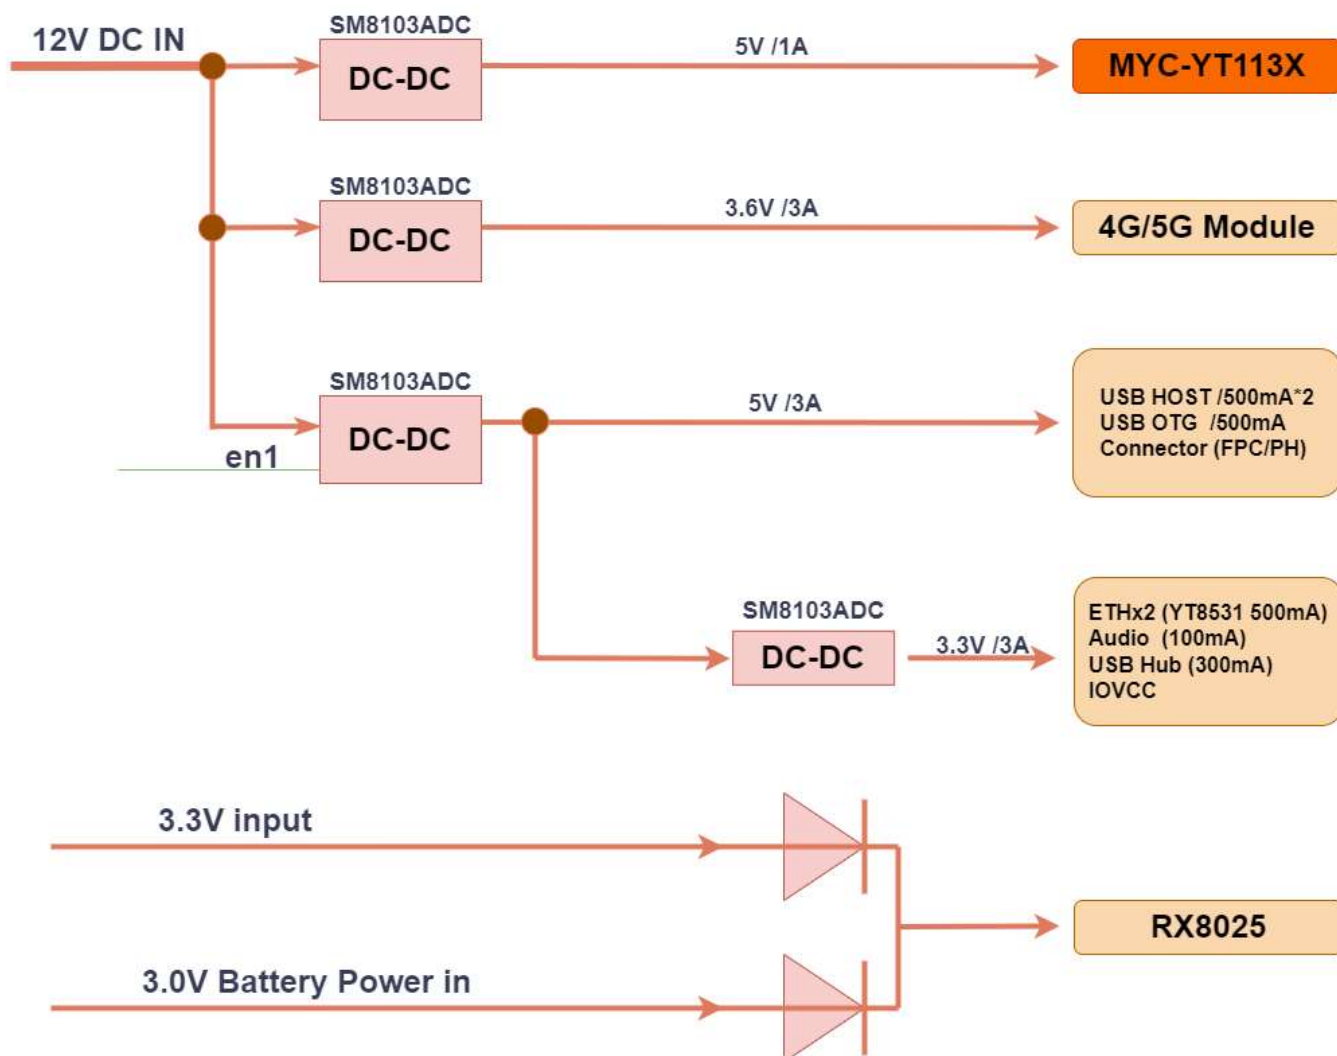 12V DC IN
SM8103ADC
DC-DC
5V /1A
MYC-YT113X
SM8103ADC
DC-DC
3.6V /3A
4G/5G Module
SM8103ADC
DC-DC
en1
5V /3A
USB HOST /500mA*2
USB OTG  /500mA
Connector (FPC/PH)
SM8103ADC
DC-DC
3.3V /3A
ETHx2 (YT8531 500mA)
Audio  (100mA)
USB Hub (300mA)
IOVCC
3.3V input
3.0V Battery Power in
RX8025